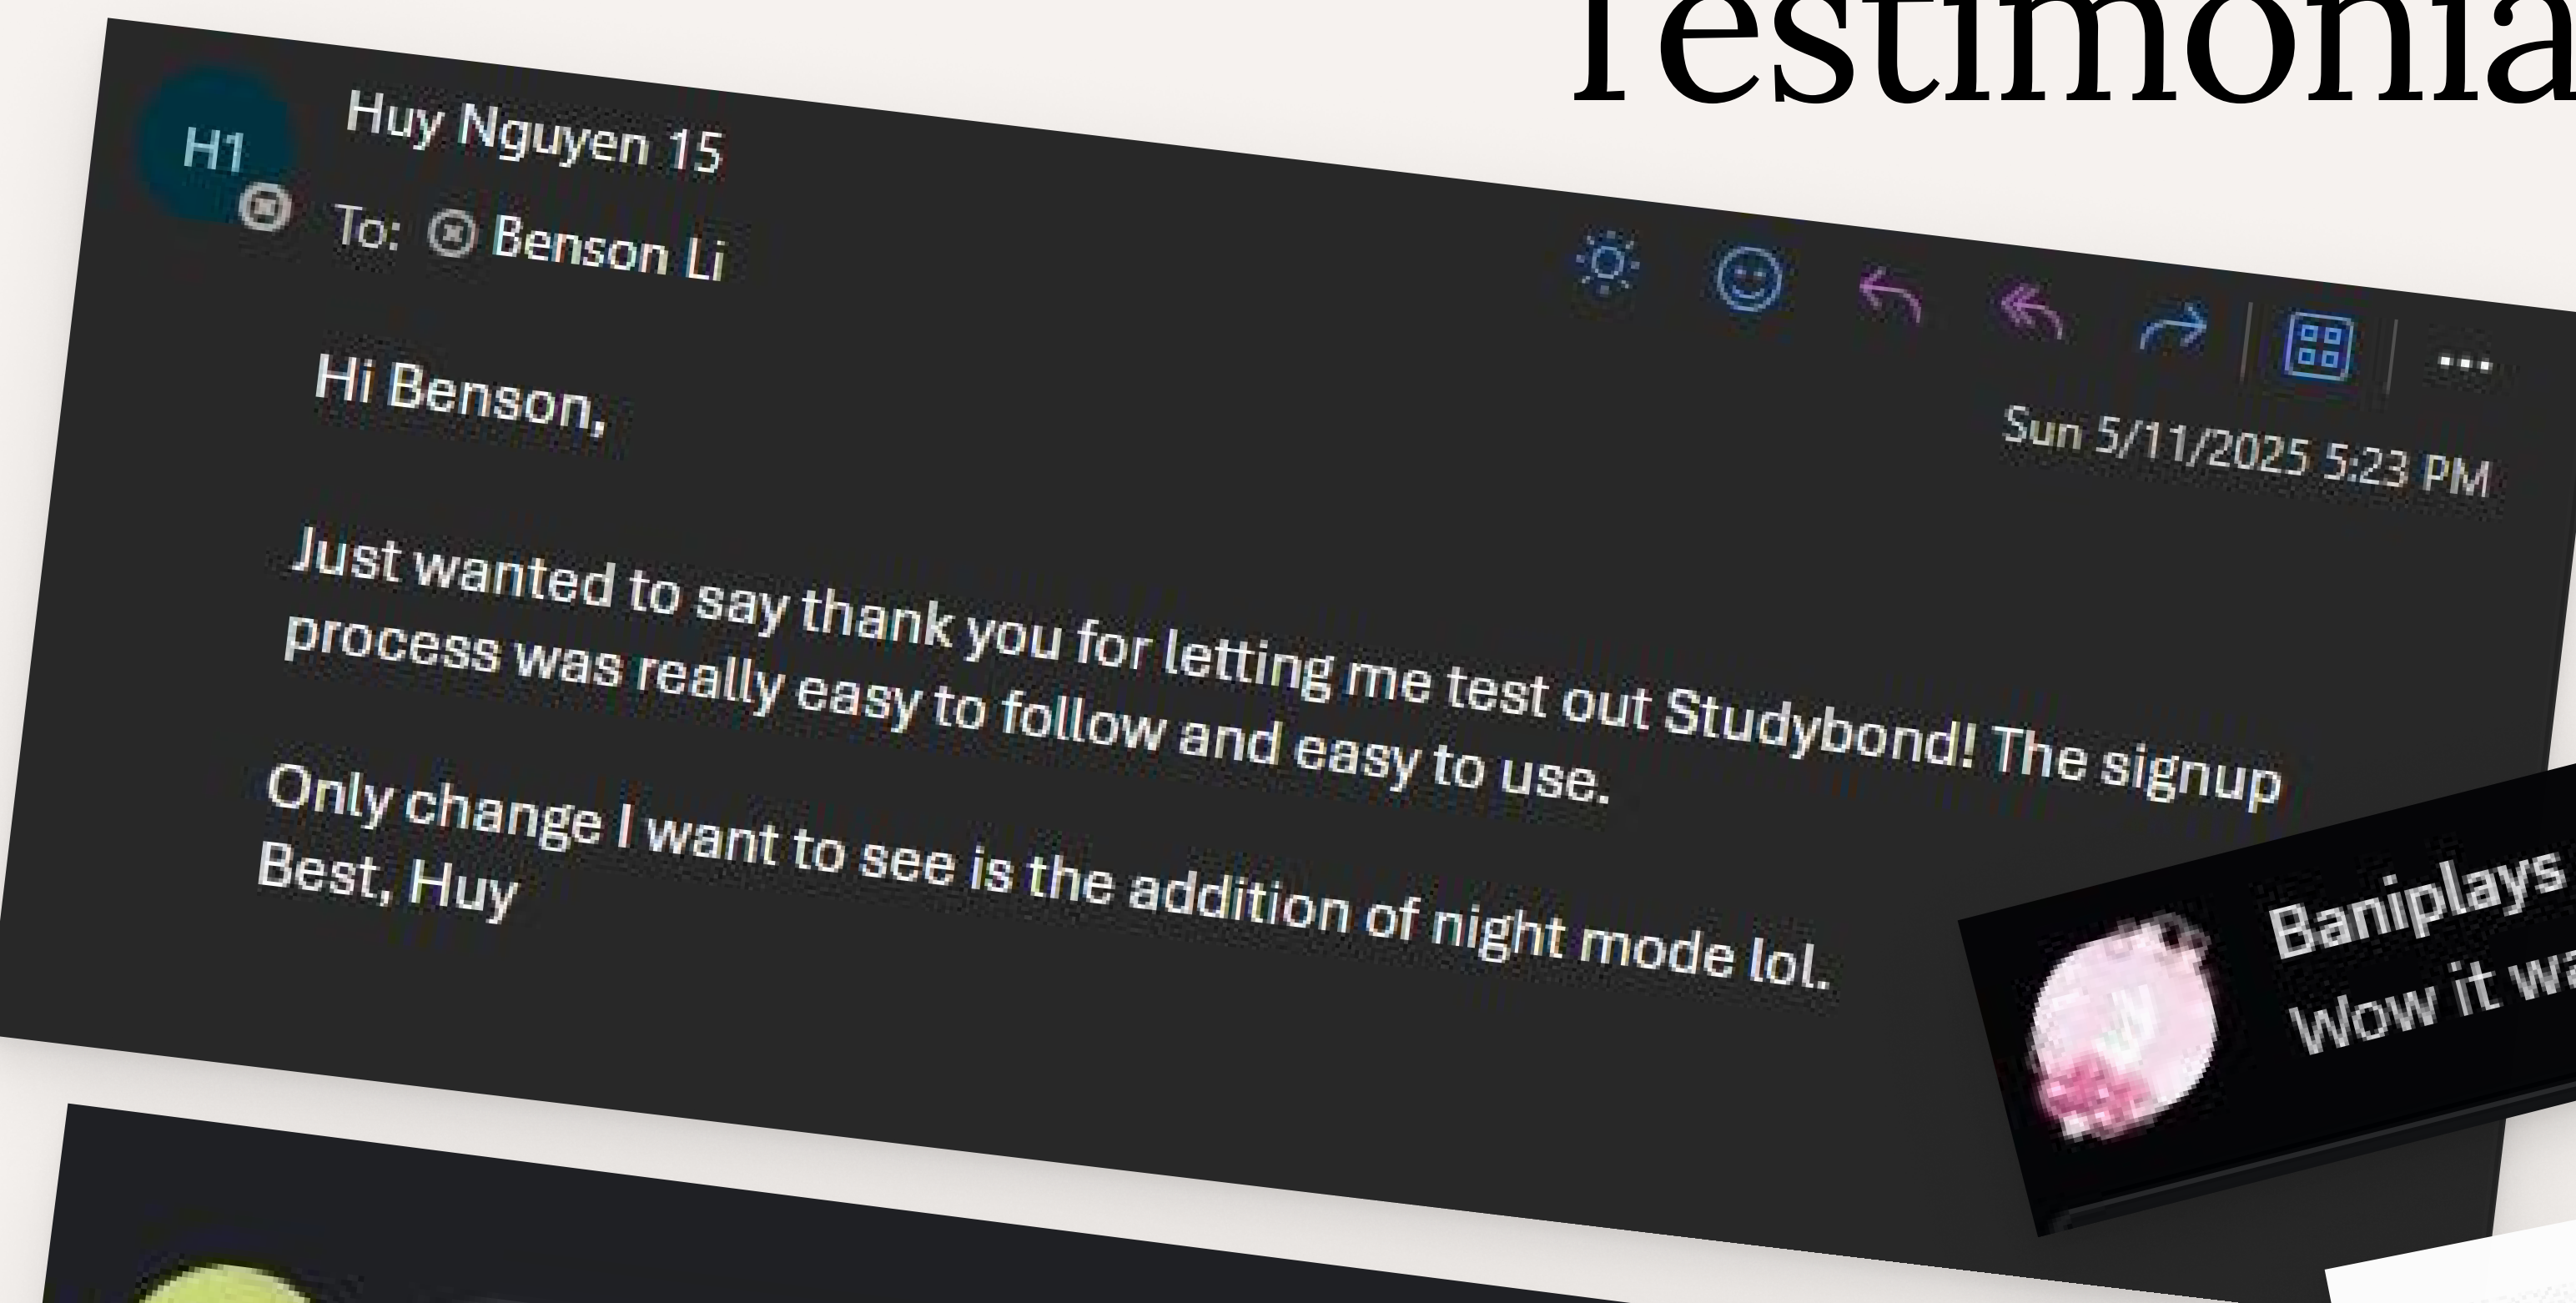 Testimonia
H1
Huy Nguyen 15
To: Benson Li
Sun 5/11/2025 5:23 PM
Hi Benson,
Just wanted to say thank you for letting me test out Studybond! The signup
process was really easy to follow and easy to use.
Only change I want to see is the addition of night mode lol.
Best, Huy
Baniplays
Wow it wa